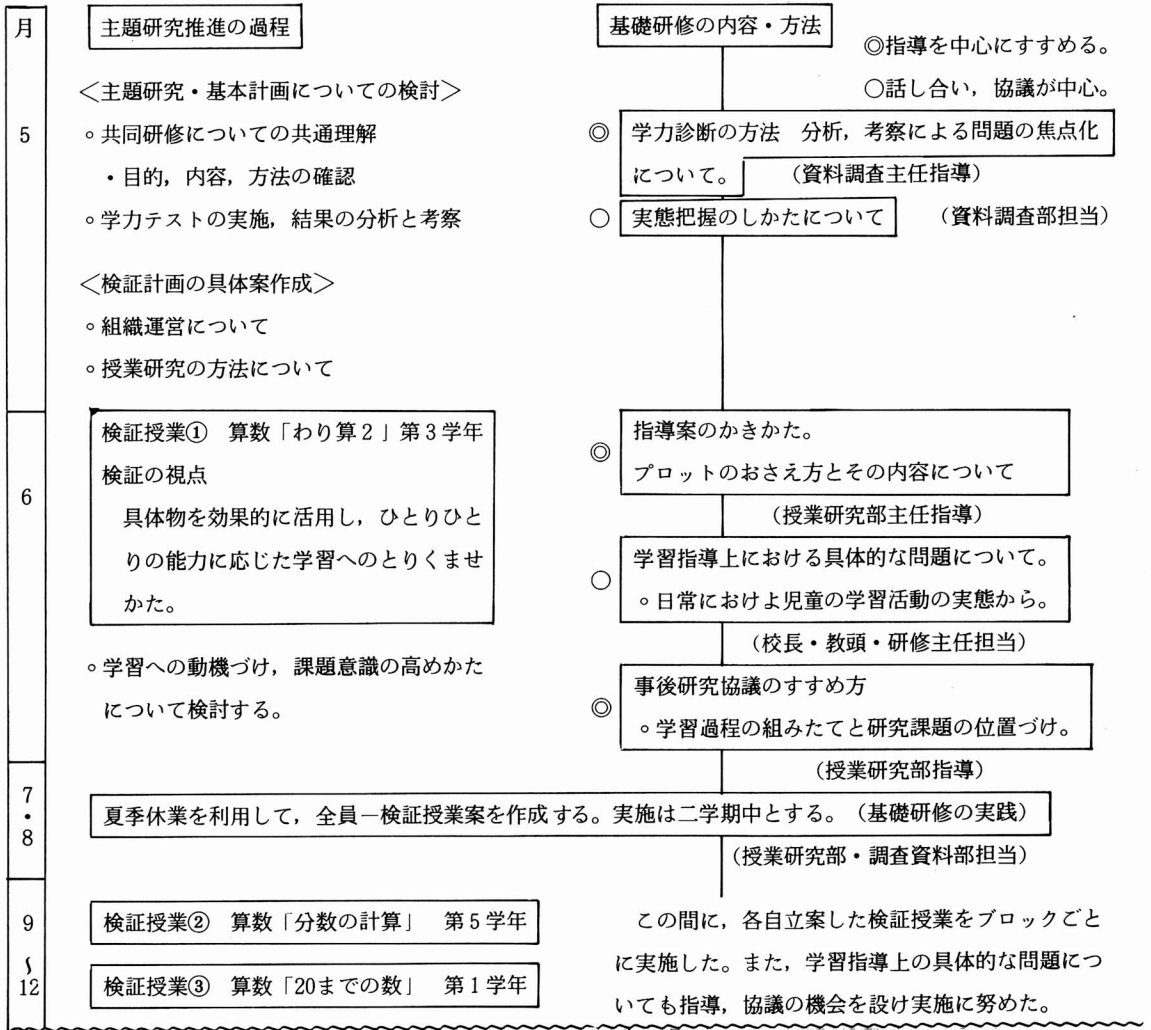 月
主題研究推進の過程
基礎研修の内容・方法
◎指導を中心にすすめる。
○話し合い，協議が中心。
5
＜主題研究・基本計画についての検討＞
∘共同研修についての共通理解
・目的，内容，方法の確認
∘学力テストの実施，結果の分析と考察
＜検証計画の具体案作成＞
∘組織運営について
∘授業研究の方法について
◎ 学力診断の方法　分析，考察による問題の焦点化
について。 （資料調査主任指導）
○ 実態把握のしかたについて （資料調査部担当）
6
検証授業① 算数「わり算2」第3学年
検証の視点
具体物を効果的に活用し，ひとりひと
りの能力に応じた学習へのとりくませ
かた。
∘学習への動機づけ，課題意識の高めかた
について検討する。
◎ 指導案のかきかた。
プロットのおさえ方とその内容について
（授業研究部主任指導）
○ 学習指導上における具体的な問題について。
∘日常におけよ児童の学習活動の実態から。
（校長・教頭・研修主任担当）
◎ 事後研究協議のすすめ方
∘学習過程の組みたてと研究課題の位置づけ。
（授業研究部指導）
7
・
8
夏季休業を利用して，全員一検証授業案を作成する。実施は二学期中とする。（基礎研修の実践）
（授業研究部・調査資料部担当）
9
〜
12
検証授業② 算数「分数の計算」 第5学年
検証授業③ 算数「20までの数」 第1学年
この間に，各自立案した検証授業をブロックごと
に実施した。また，学習指導上の具体的な問題につ
いても指導，協議の機会を設け実施に努めた。